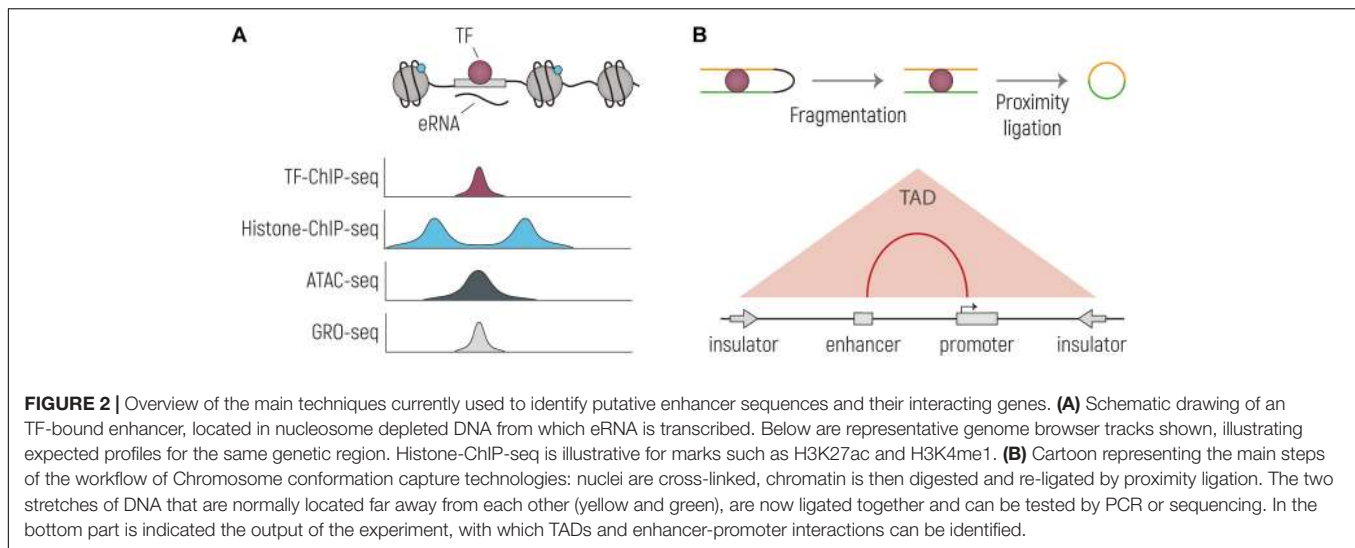 A
TF
eRNA
TF-ChIP-seq
Histone-ChIP-seq
ATAC-seq
GRO-seq
B
Fragmentation
Proximity
ligation
TAD
insulator
enhancer
promoter
insulator
FIGURE 2 | Overview of the main techniques currently used to identify putative enhancer sequences and their interacting genes. (A) Schematic drawing of an
TF-bound enhancer, located in nucleosome depleted DNA from which eRNA is transcribed. Below are representative genome browser tracks shown, illustrating
expected profiles for the same genetic region. Histone-ChIP-seq is illustrative for marks such as H3K27ac and H3K4me1. (B) Cartoon representing the main steps
of the workflow of Chromosome conformation capture technologies: nuclei are cross-linked, chromatin is then digested and re-ligated by proximity ligation. The two
stretches of DNA that are normally located far away from each other (yellow and green), are now ligated together and can be tested by PCR or sequencing. In the
bottom part is indicated the output of the experiment, with which TADs and enhancer-promoter interactions can be identified.